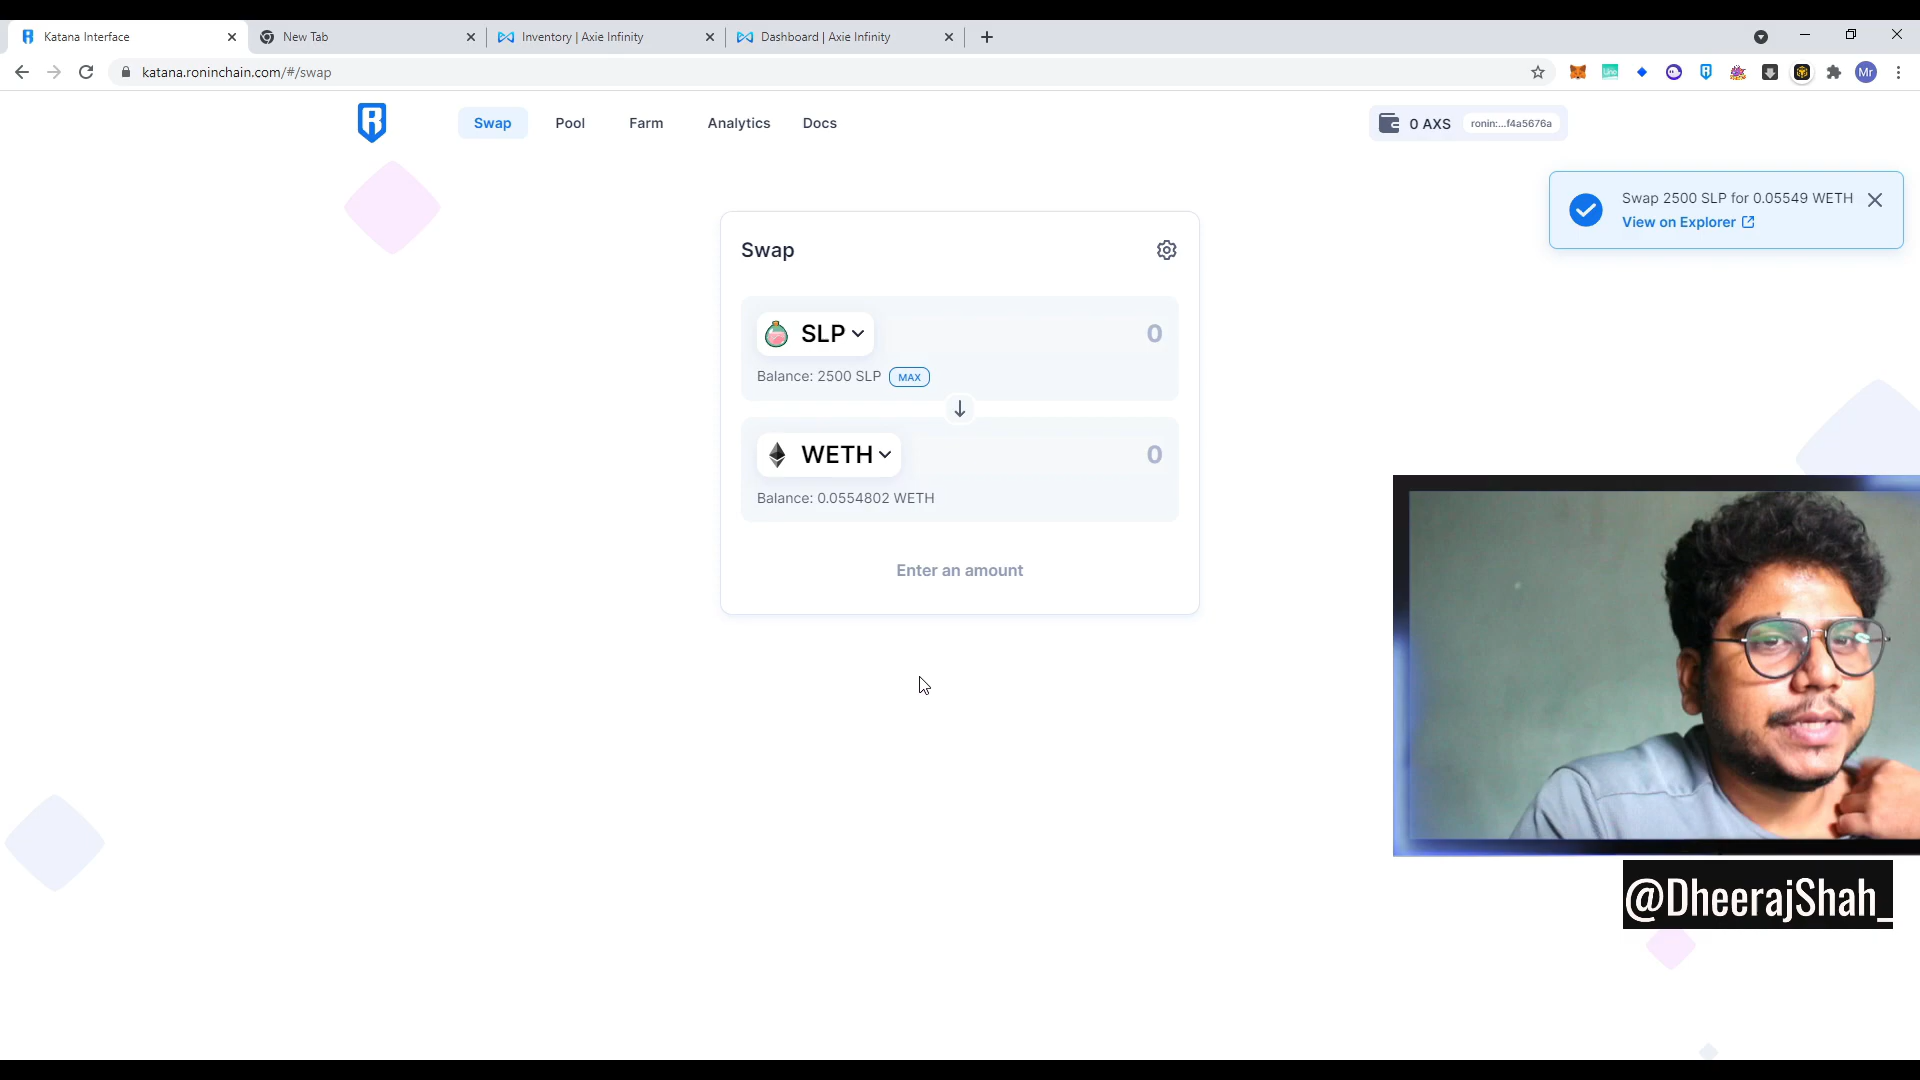 Katana Interface
New Tab
Inventory | Axie Infinity
Dashboard | Axie Infinity
katana.roninchain.com/#/swap
Mr
Swap
Pool
Farm
Analytics
Docs
0 AXS
ronin:...f4a5676a
Swap 2500 SLP for 0.05549 WETH
View on Explorer
Swap
SLP
0
Balance: 2500 SLP
MAX
WETH
0
Balance: 0.0554802 WETH
Enter an amount
@DheerajShah_